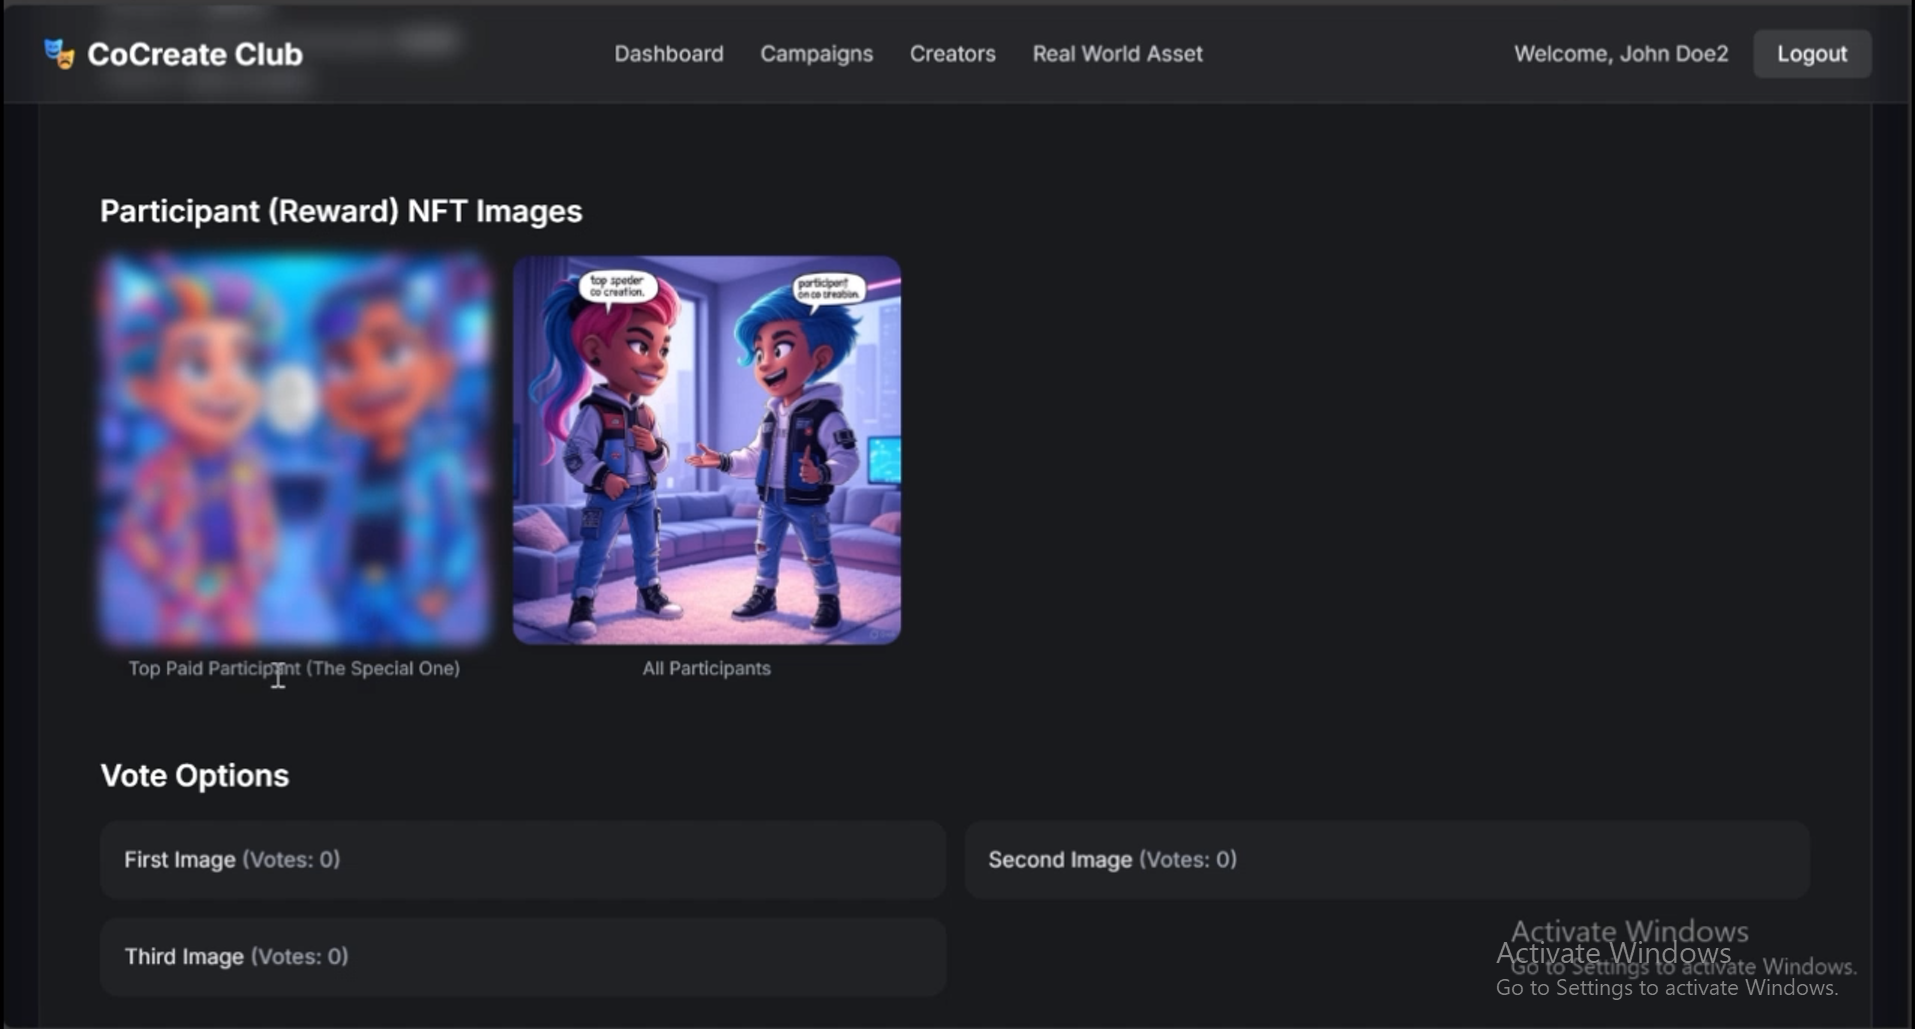 CoCreate Club
Dashboard Campaigns Creators Real World Asset
Welcome, John Doe2
Logout
Participant (Reward) NFT Images
top speder
co creation.
participent
on co breabion.
Top Paid Participant (The Special One)
All Participants
Vote Options
First Image (Votes: 0)
Second Image (Votes: 0)
Third Image (Votes: 0)
Activate Windows
Activate Windows
Go to Settings to activate Windows.
Go to Settings to activate Windows.